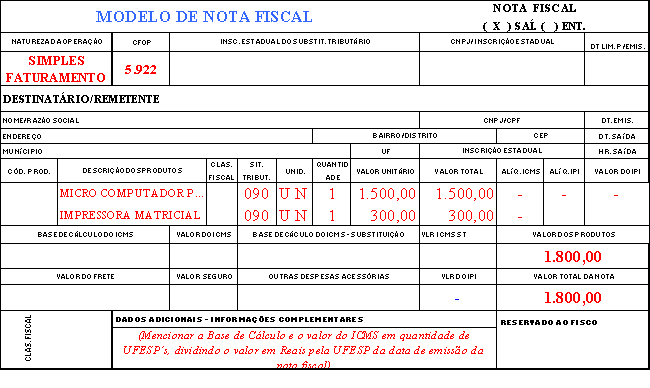 MODELO DE NOTA FISCAL
NOTA FISCAL
( X ) SAÍ. ( ) ENT.
NATUREZA DA OPERAÇÃO CFOP INSC. ESTADUAL DO SUBSTIT. TRIBUTÁRIO CNPJ / INSCRIÇÃO ESTADUAL DT LIM. P/EMIS.
SIMPLES FATURAMENTO 5.922
DESTINATÁRIO/REMETENTE
NOME/RAZÃO SOCIAL CNPJ/CPF DT. EMIS.
ENDEREÇO BAIRRO/DISTRITO CEP DT. SAÍDA
MUNÍCIPIO UF INSCRIÇÃO ESTADUAL HR. SAÍDA
CÓD. PROD. DESCRIÇÃO DOS PRODUTOS CLAS. FISCAL SIT. TRIBUT. UNID. QUANTID ADE VALOR UNITÁRIO VALOR TOTAL ALÍQ. ICMS ALÍQ. IPI VALOR DO IPI
MICRO COMPUTADOR P... 090 UN 1 1.500,00 1.500,00 - - -
IMPRESSORA MATRICIAL 090 UN 1 300,00 300,00 - -
BASE DE CÁLCULO DO ICMS VALOR DO ICMS BASE DE CÁCULO DO ICMS - SUBSTITUIÇÃO VLR ICMS ST VALOR DOS PRODUTOS
1.800,00
VALOR DO FRETE VALOR SEGURO OUTRAS DESPESAS ACESSÓRIAS VLR DO IPI VALOR TOTAL DA NOTA
- 1.800,00
CLAS. FISCAL
DADOS ADICIONAIS - INFORMAÇÕES COMPLEMENTARES
(Mencionar a Base de Cálculo e o valor do ICMS em quantidade de
UFESP´s, dividindo o valor em Reais pela UFESP da data de emissão da
nota fiscal)
RESERVADO AO FISCO